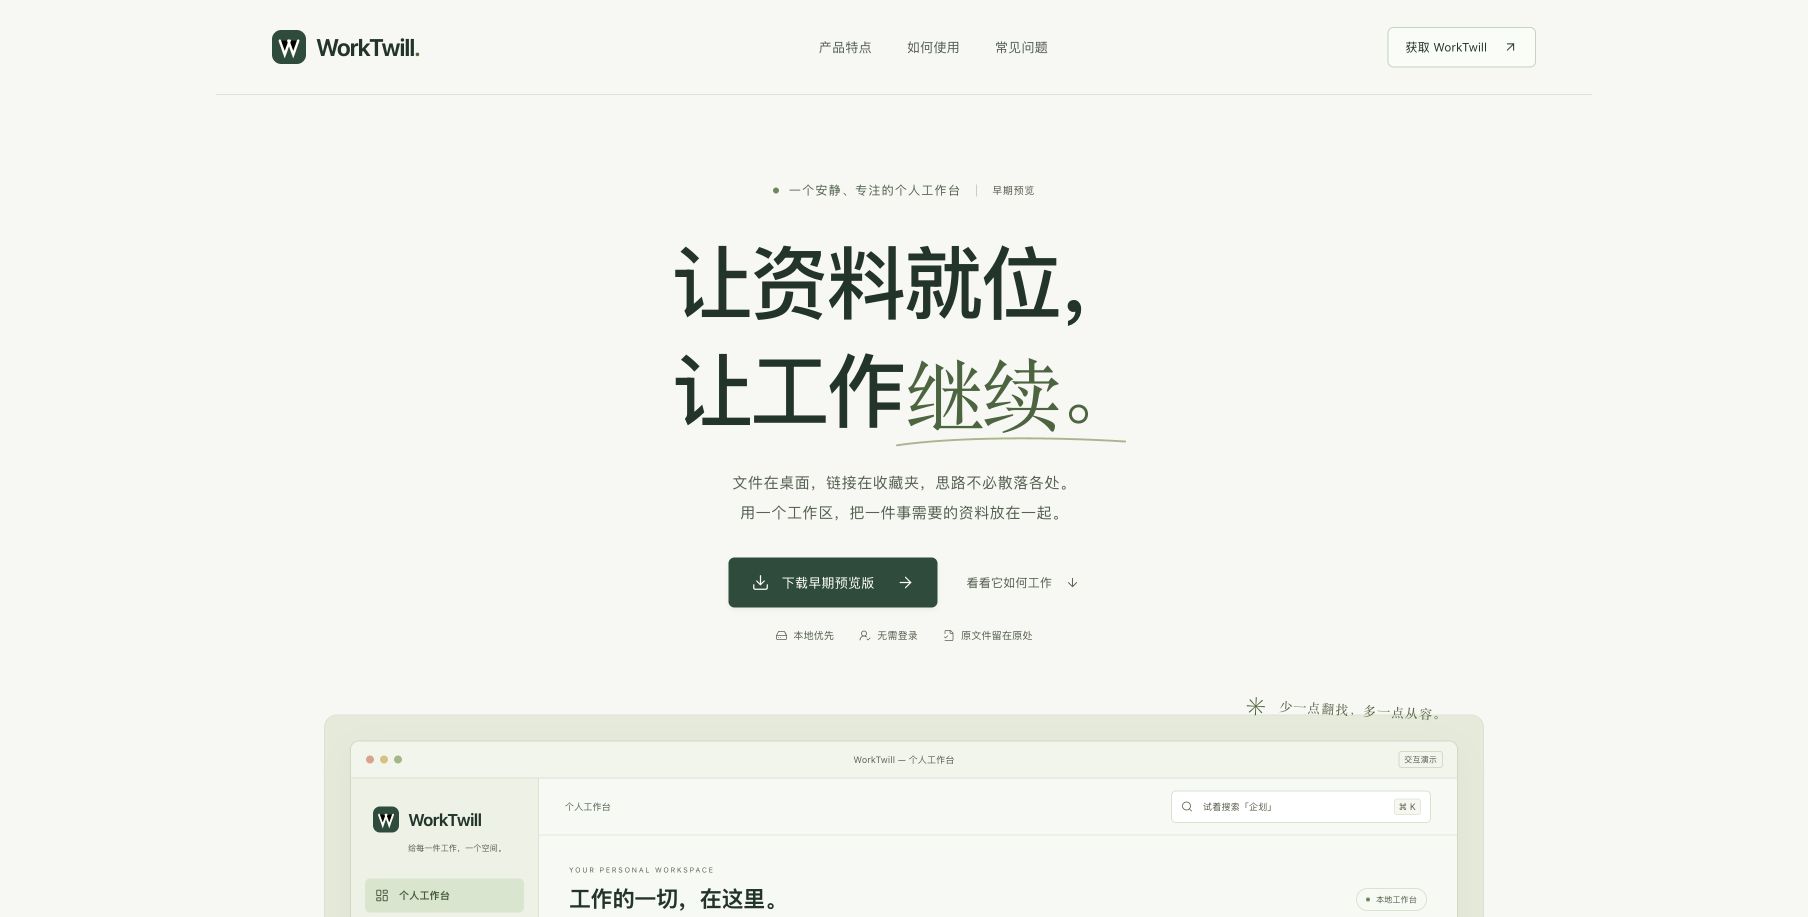 WorkTwill.
产品特点
如何使用
常见问题
获取 WorkTwill
一个安静、专注的个人工作台
早期预览
让资料就位，
让工作继续。
文件在桌面，链接在收藏夹，思路不必散落各处。
用一个工作区，把一件事需要的资料放在一起。
下载早期预览版
看看它如何工作
本地优先
无需登录
原文件留在原处
少一点翻找，多一点从容。
WorkTwill — 个人工作台
交互演示
WorkTwill
给每一件工作，一个空间。
个人工作台
试着搜索「企划」
⌘ K
YOUR PERSONAL WORKSPACE
工作的一切，在这里。
本地工作台
个人工作台